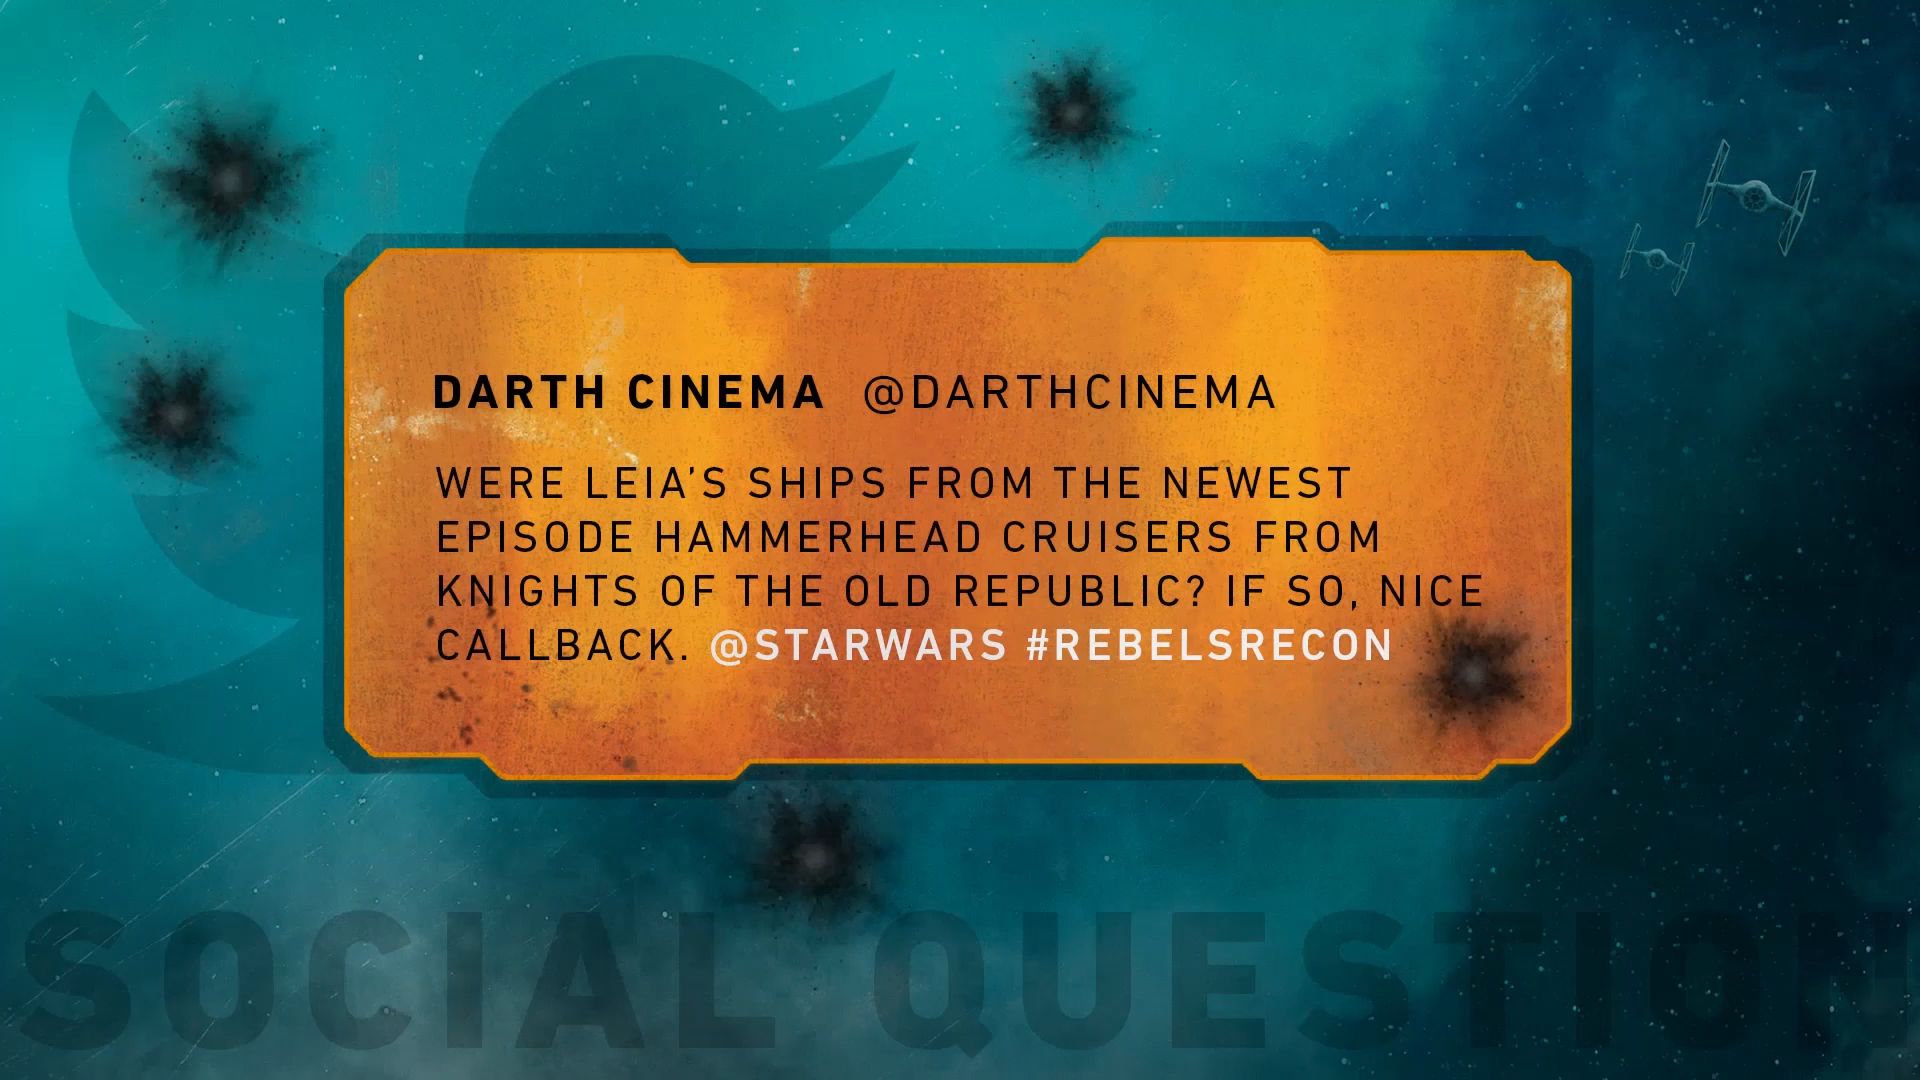 DARTH CINEMA @DARTHCINEMA
WERE LEIA’S SHIPS FROM THE NEWEST
EPISODE HAMMERHEAD CRUISERS FROM
KNIGHTS OF THE OLD REPUBLIC? IF SO, NICE
CALLBACK. @STARWARS #REBELSRECON
SOCIAL QUESTION